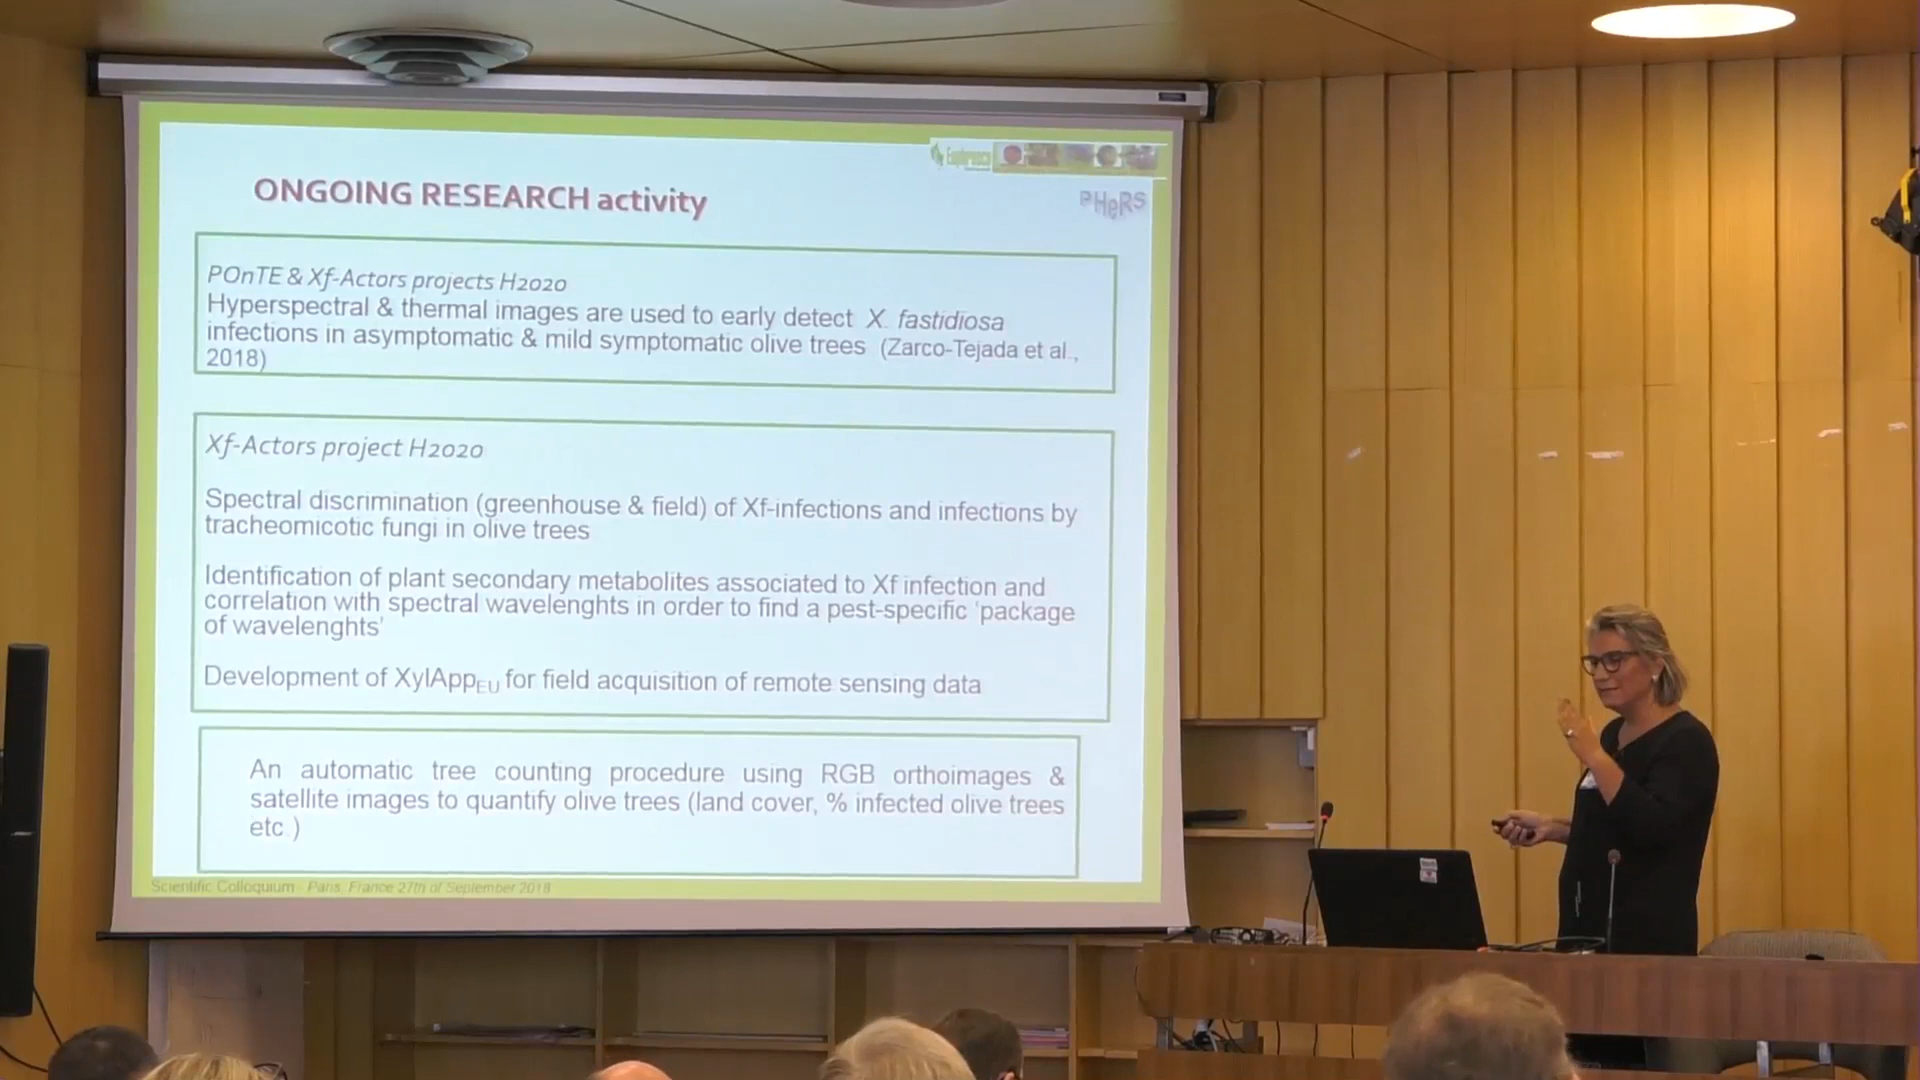 Euphresco
PHeRS
ONGOING RESEARCH activity
POnTE & Xf-Actors projects H2020
Hyperspectral & thermal images are used to early detect X. fastidiosa
infections in asymptomatic & mild symptomatic olive trees (Zarco-Tejada et al.,
2018)
Xf-Actors project H2020
Spectral discrimination (greenhouse & field) of Xf-infections and infections by
tracheomicotic fungi in olive trees
Identification of plant secondary metabolites associated to Xf infection and
correlation with spectral wavelenghts in order to find a pest-specific 'package
of wavelenghts'
Development of XylAppEU for field acquisition of remote sensing data
An automatic tree counting procedure using RGB orthoimages &
satellite images to quantify olive trees (land cover, % infected olive trees
etc.)
Scientific Colloquium - Paris, France 27th of September 2018